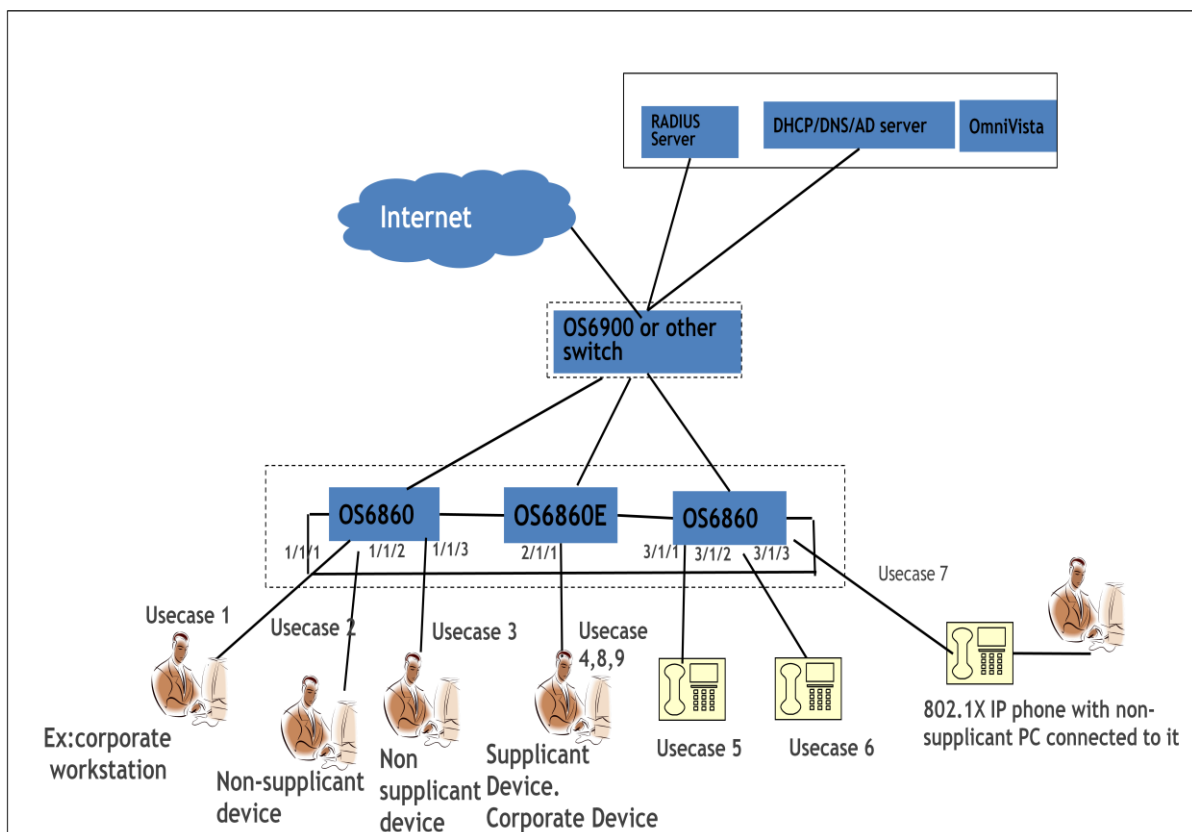 RADIUS
Server
DHCP/DNS/AD server
OmniVista
Internet
OS6900 or other
switch
OS6860
OS6860E
OS6860
1/1/1
1/1/2
1/1/3
2/1/1
3/1/1
3/1/2
3/1/3
Usecase 1
Usecase 2
Usecase 3
Usecase
4,8,9
Usecase 7
Ex:corporate
workstation
Non-supplicant
device
Non
supplicant
device
Supplicant
Device.
Corporate Device
Usecase 5
Usecase 6
802.1X IP phone with non-
supplicant PC connected to it